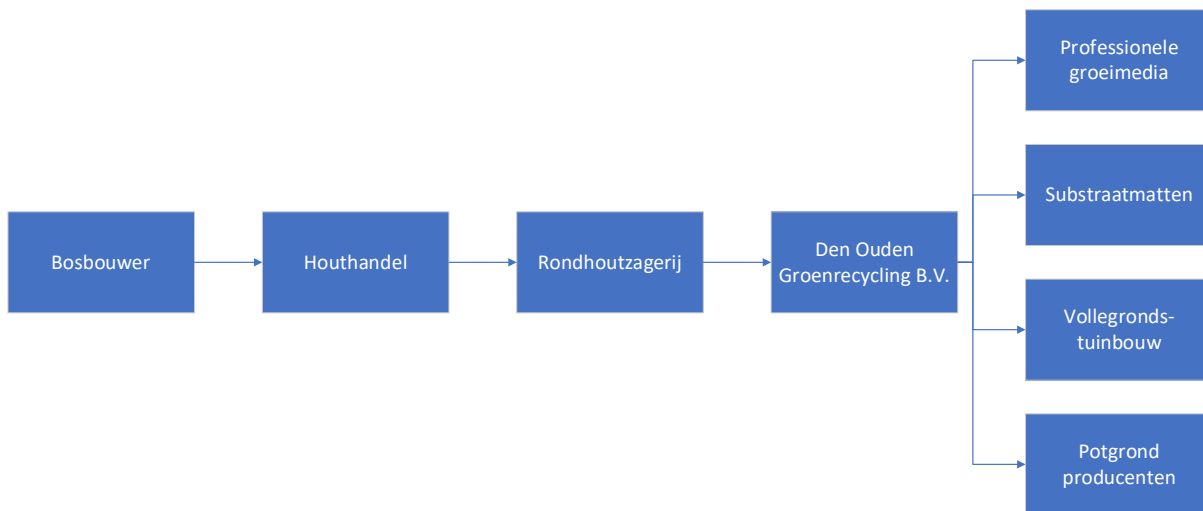 Bosbouwer
Houthandel
Rondhoutzagerij
Den Ouden
Groenrecycling B.V.
Professionele
groeimedia
Substraatmatten
Vollegronds-
tuinbouw
Potgrond
producenten